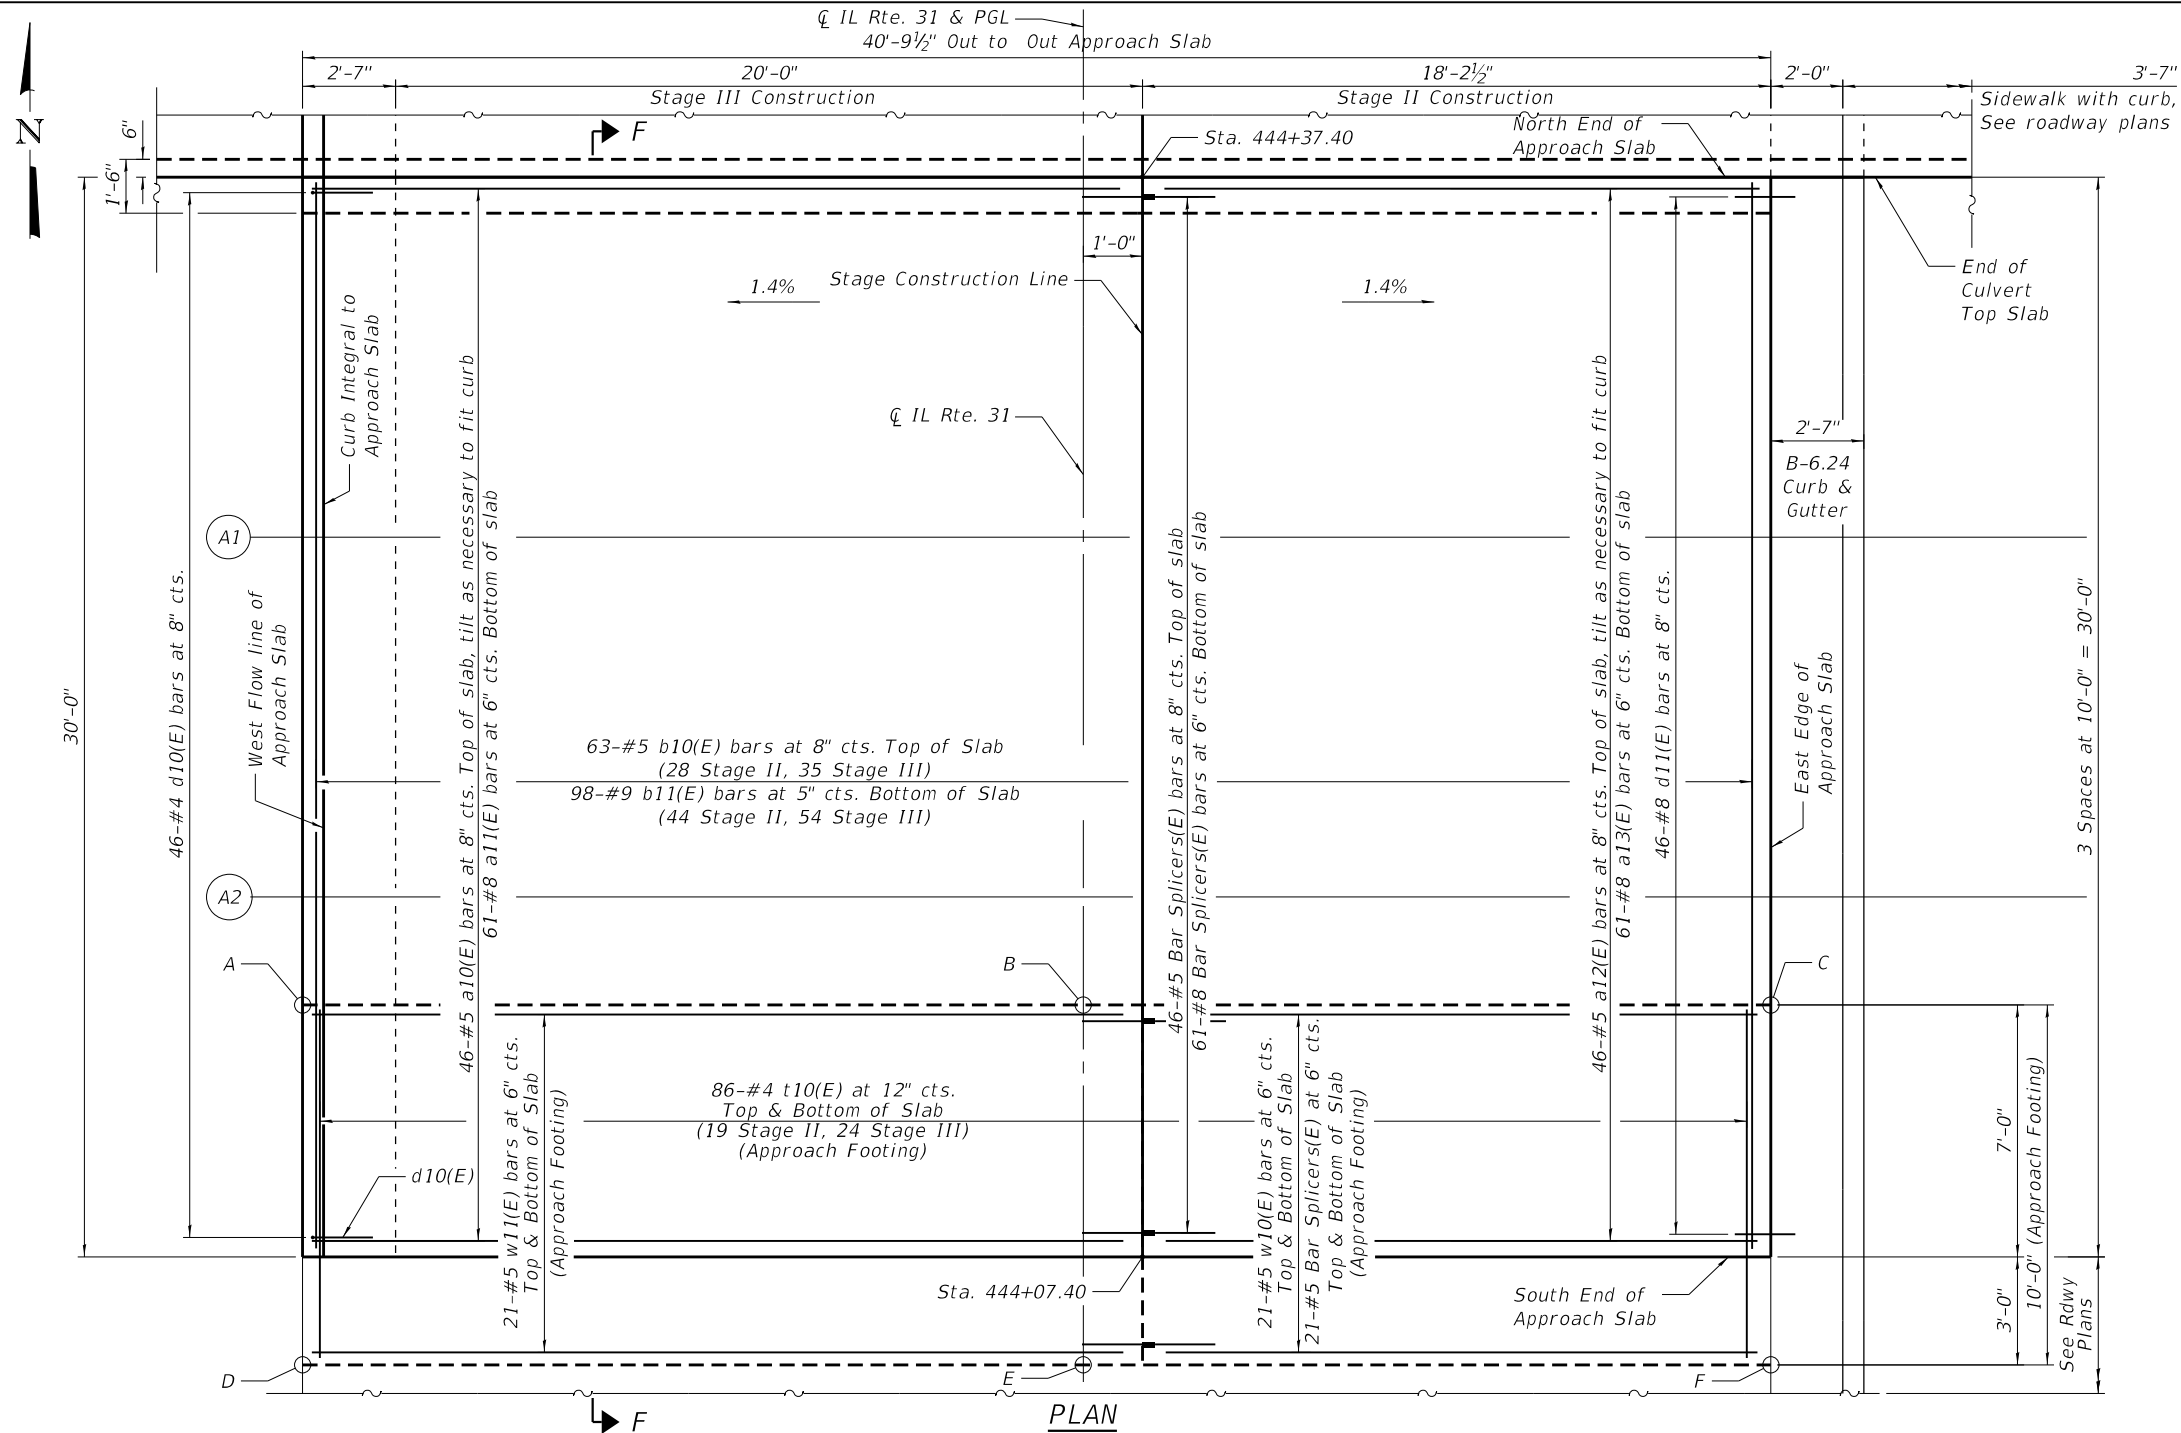 ℄ IL Rte. 31 & PGL
40'-9½" Out to Out Approach Slab
2'-7"
20'-0"
18'-2½"
2'-0"
3'-7"
Stage III Construction
Stage II Construction
Sidewalk with curb,
See roadway plans
N
6"
1'-6"
F
Sta. 444+37.40
North End of
Approach Slab
1'-0"
1.4%
Stage Construction Line
1.4%
End of
Culvert
Top Slab
Curb Integral to
Approach Slab
℄ IL Rte. 31
2'-7"
B-6.24
Curb &
Gutter
A1
A2
30'-0"
46-#4 d10(E) bars at 8" cts.
West Flow line of
Approach Slab
46-#5 a10(E) bars at 8" cts. Top of slab, tilt as necessary to fit curb
61-#8 a11(E) bars at 6" cts. Bottom of slab
63-#5 b10(E) bars at 8" cts. Top of Slab
(28 Stage II, 35 Stage III)
98-#9 b11(E) bars at 5" cts. Bottom of Slab
(44 Stage II, 54 Stage III)
46-#5 Bar Splicers(E) bars at 8" cts. Top of slab
61-#8 Bar Splicers(E) bars at 6" cts. Bottom of slab
46-#5 a12(E) bars at 8" cts. Top of slab, tilt as necessary to fit curb
61-#8 a13(E) bars at 6" cts. Bottom of slab
46-#8 d11(E) bars at 8" cts.
East Edge of
Approach Slab
3 Spaces at 10'-0" = 30'-0"
A
B
C
86-#4 t10(E) at 12" cts.
Top & Bottom of Slab
(19 Stage II, 24 Stage III)
(Approach Footing)
d10(E)
21-#5 w11(E) bars at 6" cts.
Top & Bottom of Slab
(Approach Footing)
21-#5 w10(E) bars at 6" cts.
Top & Bottom of Slab
21-#5 Bar Splicers(E) at 6" cts.
Top & Bottom of Slab
(Approach Footing)
7'-0"
3'-0"
10'-0" (Approach Footing)
See Rdwy
Plans
Sta. 444+07.40
South End of
Approach Slab
D
E
F
F
PLAN